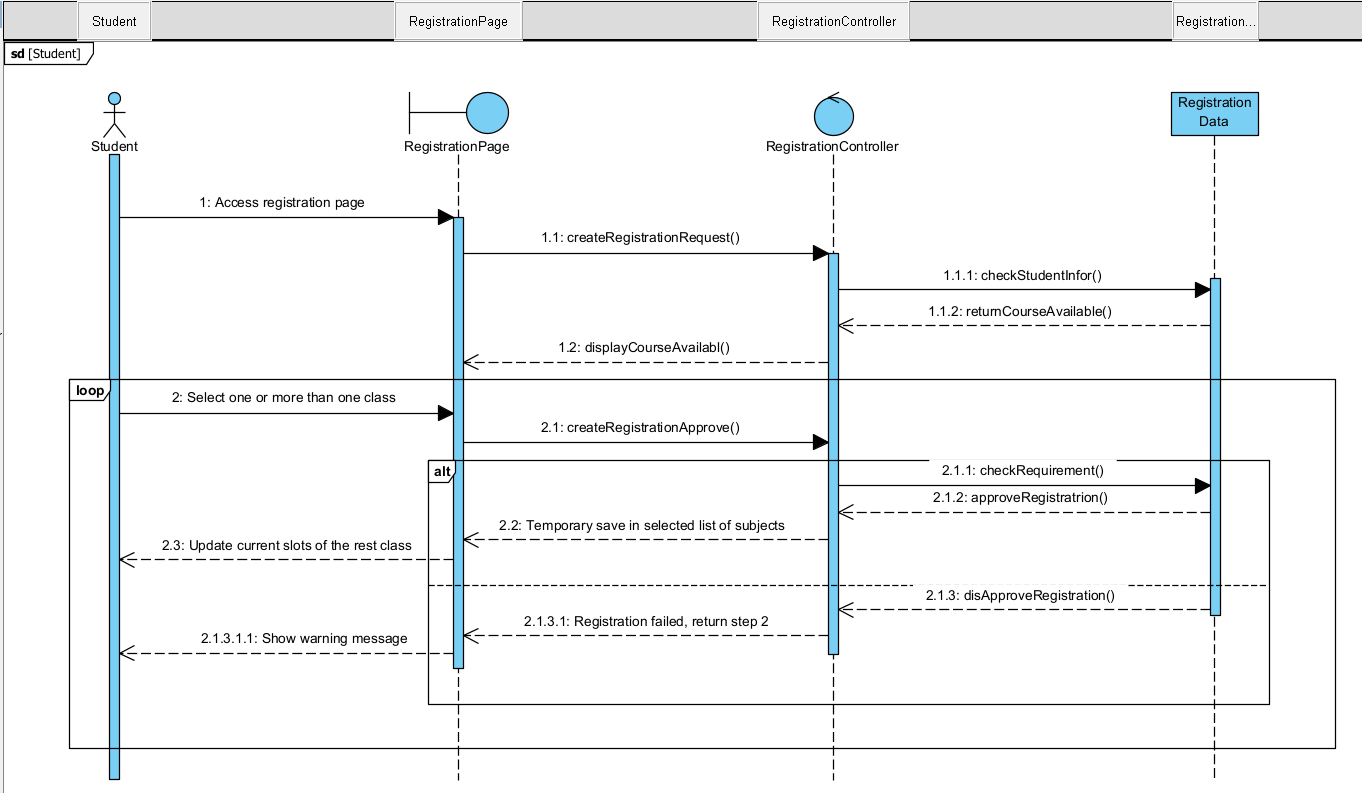 Student
RegistrationPage
RegistrationController
Registration...
sd [Student]
Registration
Data
Student
RegistrationPage
RegistrationController
1: Access registration page
1.1: createRegistrationRequest()
1.1.1: checkStudentInfor()
1.1.2: returnCourseAvailable()
1.2: displayCourseAvailabl()
loop
2: Select one or more than one class
2.1: createRegistrationApprove()
alt
2.1.1: checkRequirement()
2.1.2: approveRegistratrion()
2.2: Temporary save in selected list of subjects
2.3: Update current slots of the rest class
2.1.3: disApproveRegistration()
2.1.3.1: Registration failed, return step 2
2.1.3.1.1: Show warning message